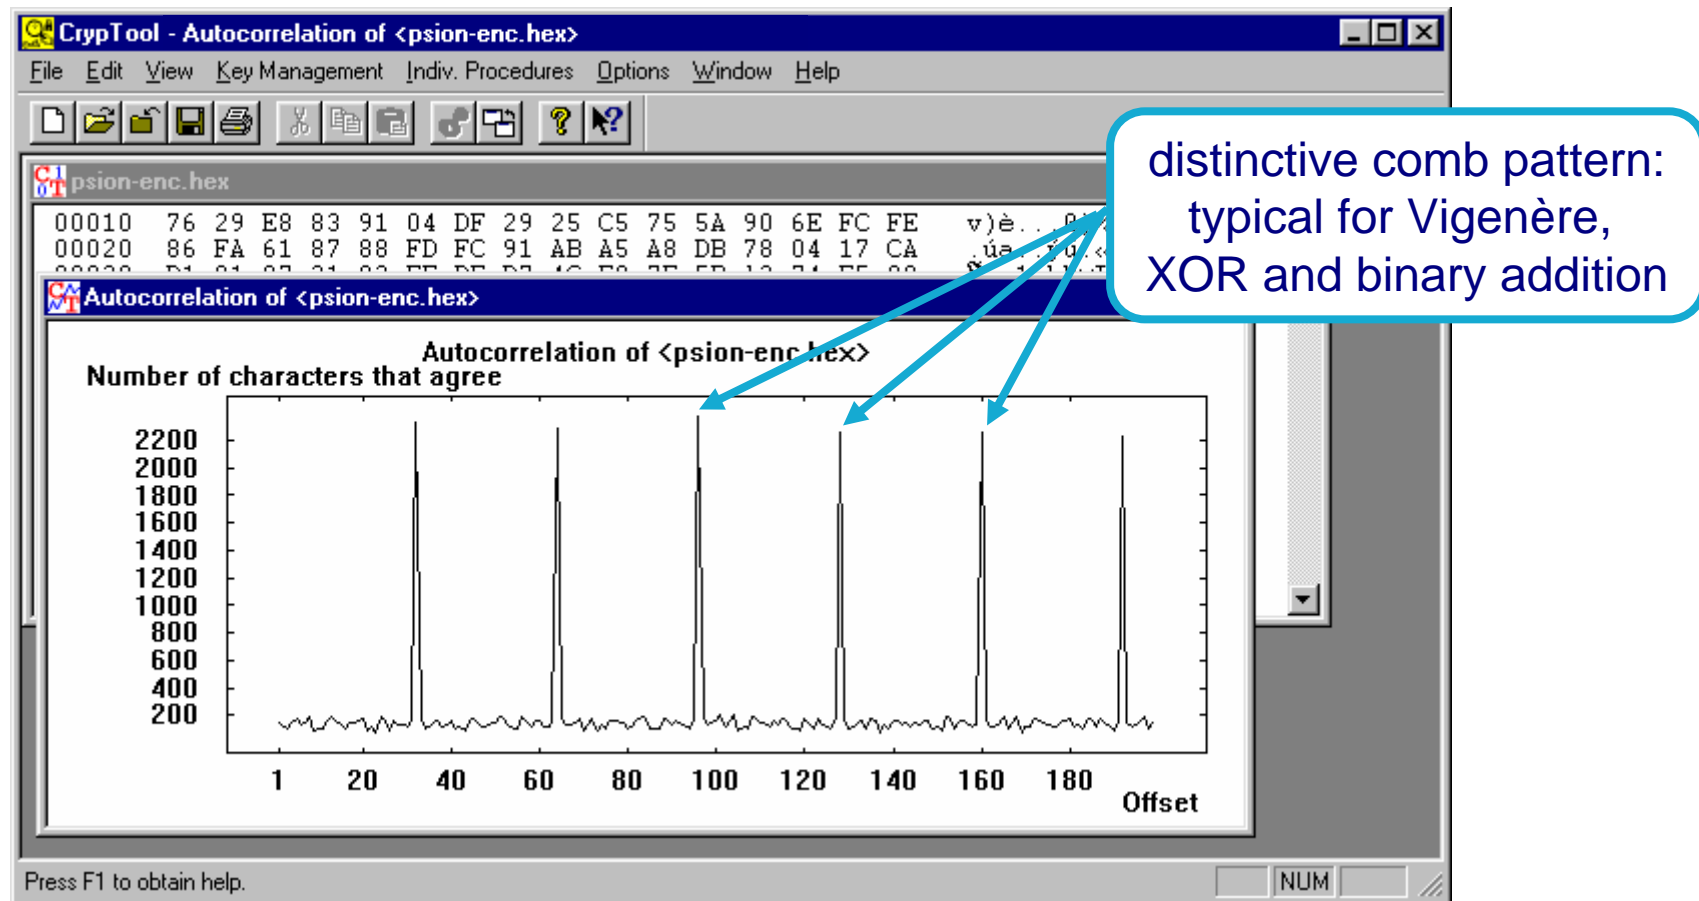 CrypTool - Autocorrelation of <psion-enc.hex>
File Edit View Key Management Indiv. Procedures Options Window Help
distinctive comb pattern:
typical for Vigenère,
XOR and binary addition
psion-enc.hex
00010 76 29 E8 83 91 04 DF 29 25 C5 75 5A 90 6E FC FE
00020 86 FA 61 87 88 FD FC 91 AB A5 A8 DB 78 04 17 CA
Autocorrelation of <psion-enc.hex>
Autocorrelation of <psion-enc.hex>
Number of characters that agree
2200
2000
1800
1600
1400
1200
1000
800
600
400
200
1 20 40 60 80 100 120 140 160 180
Offset
Press F1 to obtain help.
NUM